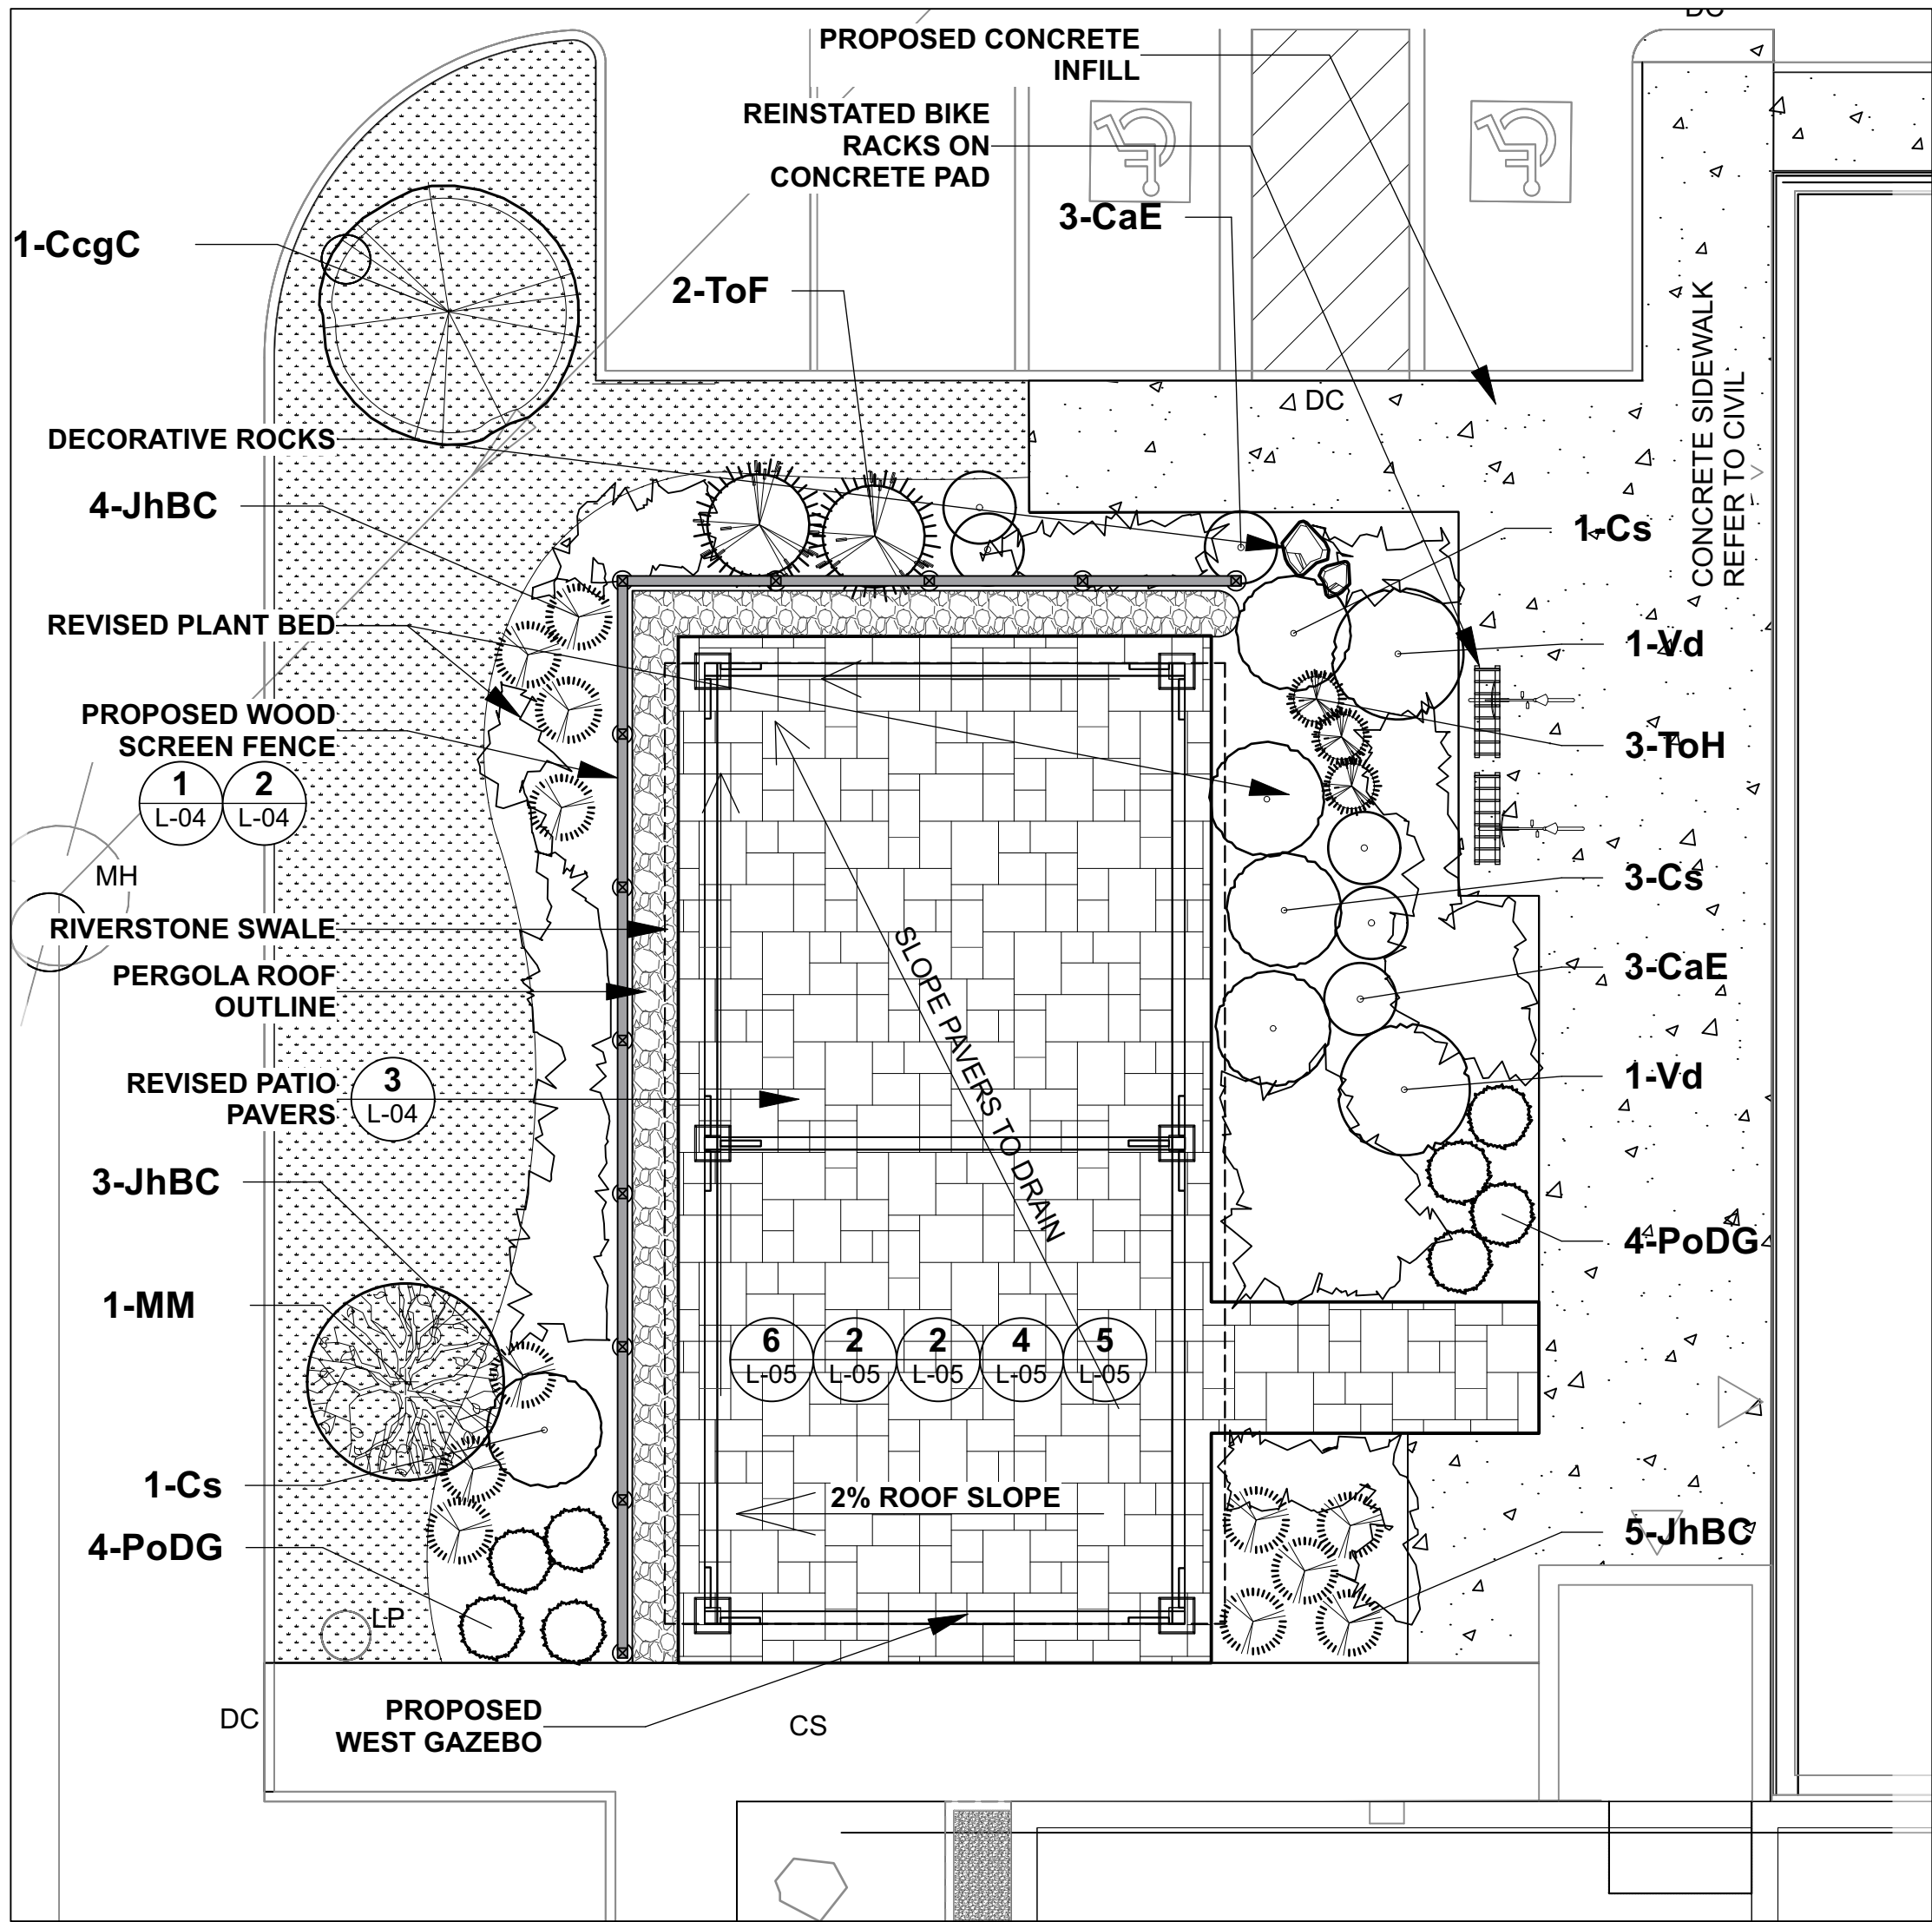 PROPOSED CONCRETE
INFILL
REINSTATED BIKE
RACKS ON
CONCRETE PAD
3-CaE
1-CcgC
2-ToF
DC
CONCRETE SIDEWALK
REFER TO CIVIL
DECORATIVE ROCKS
4-JhBC
1-Cs
REVISED PLANT BED
1-Vd
PROPOSED WOOD
SCREEN FENCE
1
L-04
2
L-04
3-ToH
MH
3-Cs
RIVERSTONE SWALE
PERGOLA ROOF
OUTLINE
3-CaE
SLOPE PAVERS TO DRAIN
REVISED PATIO
PAVERS
3
L-04
1-Vd
3-JhBC
4-PoDG
1-MM
6
L-05
2
L-05
2
L-05
4
L-05
5
L-05
1-Cs
2% ROOF SLOPE
4-PoDG
5-JhBC
LP
PROPOSED
WEST GAZEBO
DC
CS